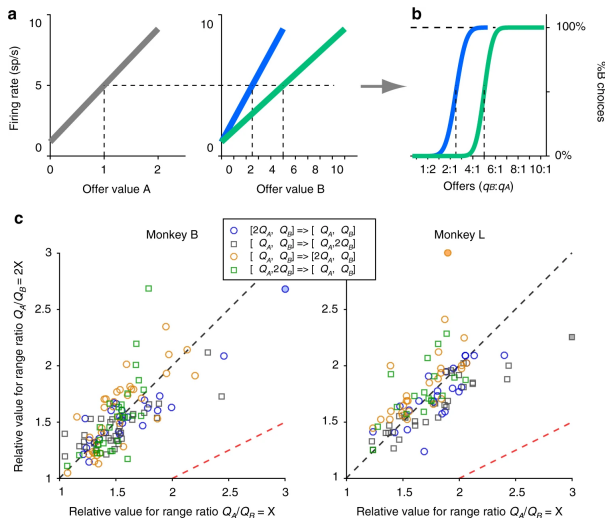 a
b
Firing rate (sp/s)
10
5
0
0
1
2
Offer value A
10
0
0
2
4
6
8
10
Offer value B
100%
0%
%B choices
1:2
2:1
4:1
6:1
8:1
10:1
Offers (qB:qA)
c
Monkey B
Monkey L
[2QA, QB] => [ QA, QB]
[ QA, QB] => [ QA,2QB]
[ QA, QB] => [2QA, QB]
[ QA,2QB] => [ QA, QB]
Relative value for range ratio QA/QB = 2X
3
2.5
2
1.5
1
1
1.5
2
2.5
3
Relative value for range ratio QA/QB = X
3
2.5
2
1.5
1
1
1.5
2
2.5
3
Relative value for range ratio QA/QB = X